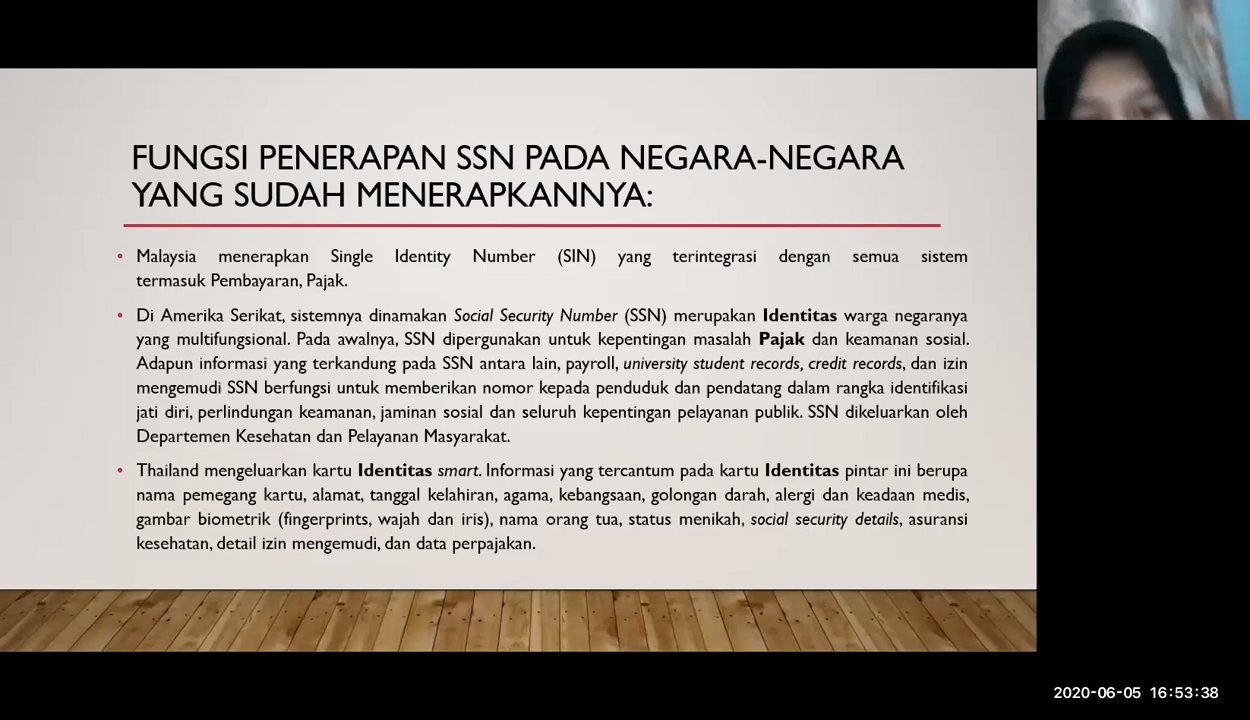 FUNGSI PENERAPAN SSN PADA NEGARA-NEGARA
YANG SUDAH MENERAPKANNYA:
• Malaysia menerapkan Single Identity Number (SIN) yang terintegrasi dengan semua sistem
termasuk Pembayaran, Pajak.
• Di Amerika Serikat, sistemnya dinamakan Social Security Number (SSN) merupakan Identitas warga negaranya
yang multifungsional. Pada awalnya, SSN dipergunakan untuk kepentingan masalah Pajak dan keamanan sosial.
Adapun informasi yang terkandung pada SSN antara lain, payroll, university student records, credit records, dan izin
mengemudi SSN berfungsi untuk memberikan nomor kepada penduduk dan pendatang dalam rangka identifikasi
jati diri, perlindungan keamanan, jaminan sosial dan seluruh kepentingan pelayanan publik. SSN dikeluarkan oleh
Departemen Kesehatan dan Pelayanan Masyarakat.
• Thailand mengeluarkan kartu Identitas smart. Informasi yang tercantum pada kartu Identitas pintar ini berupa
nama pemegang kartu, alamat, tanggal kelahiran, agama, kebangsaan, golongan darah, alergi dan keadaan medis,
gambar biometrik (fingerprints, wajah dan iris), nama orang tua, status menikah, social security details, asuransi
kesehatan, detail izin mengemudi, dan data perpajakan.
2020-06-05 16:53:38